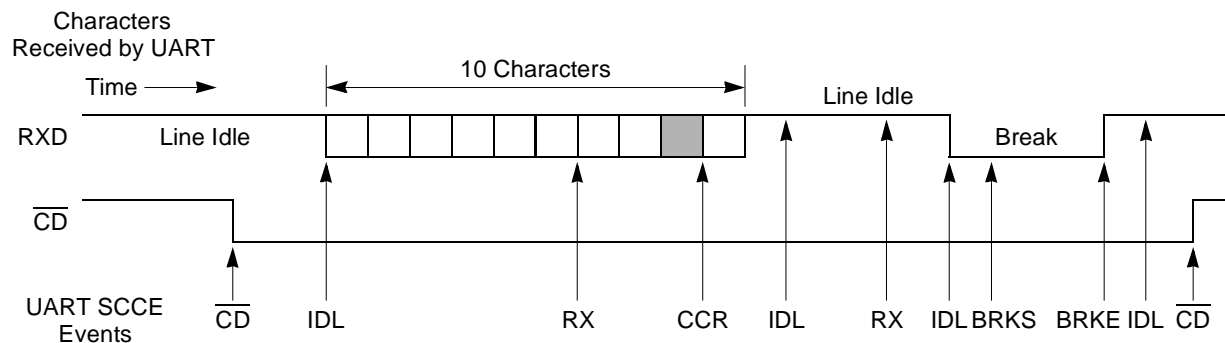 Characters
Received by UART
10 Characters
Time
Line Idle
RXD
Line Idle
Break
CD
UART SCCE
Events
CD IDL RX CCR IDL RX IDL BRKS BRKE IDL CD